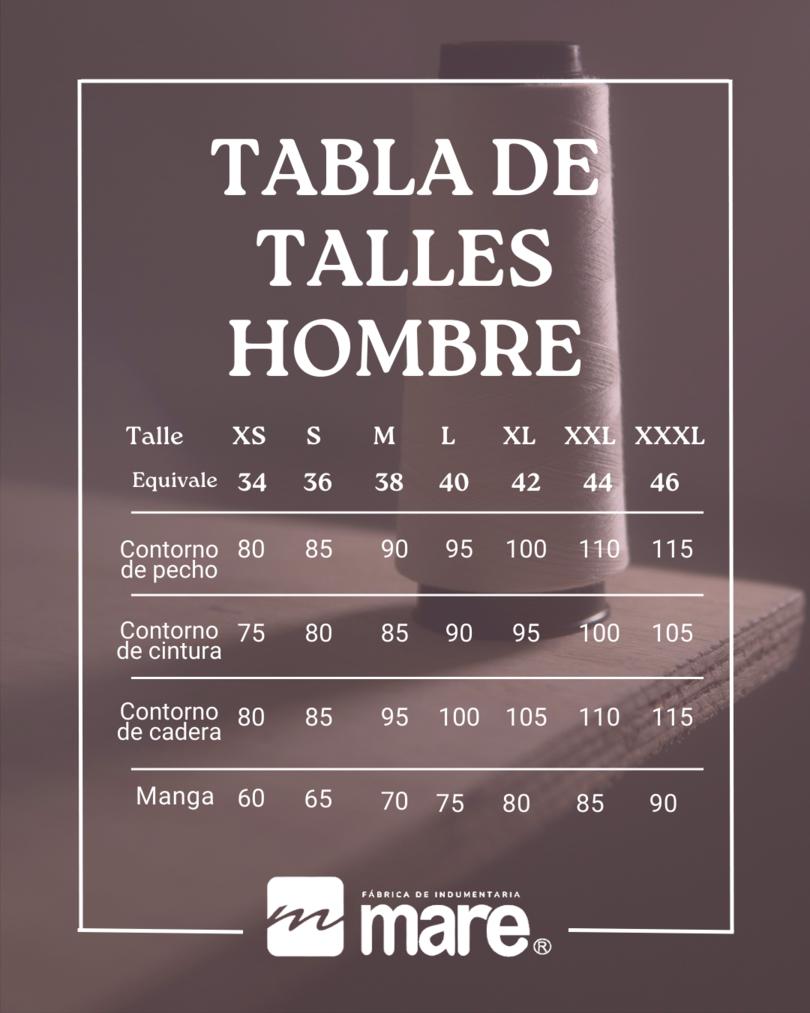 TABLA DE
TALLES
HOMBRE
Talle XS S M L XL XXL XXXL
Equivale 34 36 38 40 42 44 46
Contorno de pecho 80 85 90 95 100 110 115
Contorno de cintura 75 80 85 90 95 100 105
Contorno de cadera 80 85 95 100 105 110 115
Manga 60 65 70 75 80 85 90
m
FÁBRICA DE INDUMENTARIA
mare®